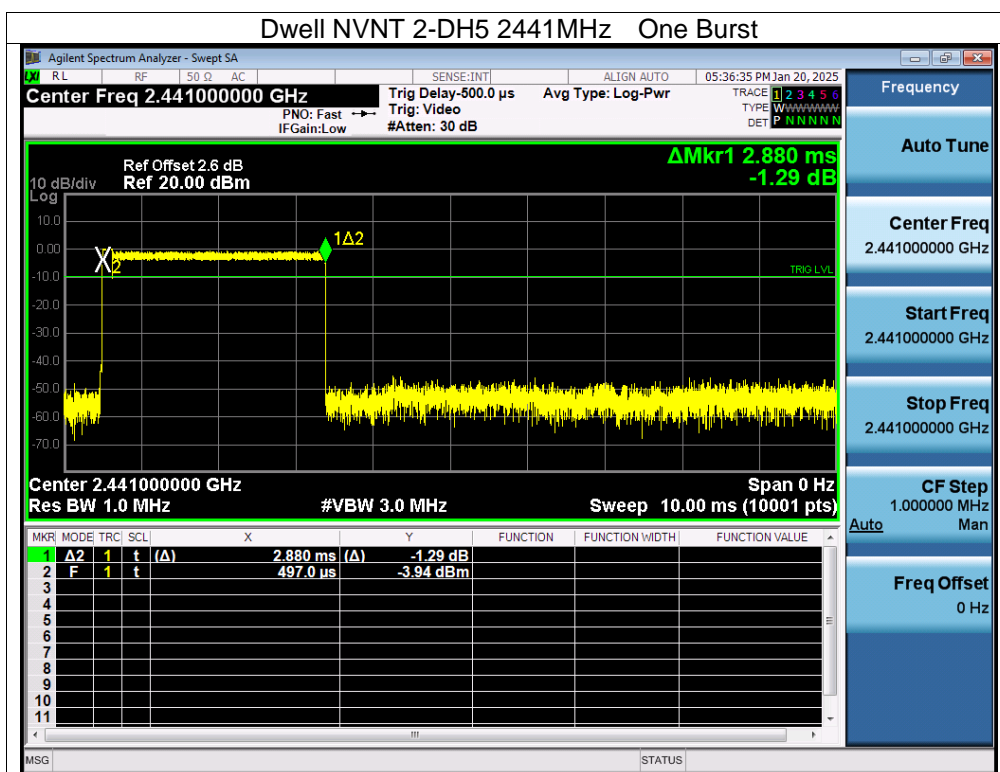 Dwell NVNT 2-DH5 2441MHz One Burst
Agilent Spectrum Analyzer - Swept SA
LXI RL RF 50 Ω AC SENSE:INT ALIGN AUTO 05:36:35 PM Jan 20, 2025
Center Freq 2.441000000 GHz
PNO: Fast
IFGain:Low
Trig Delay-500.0 µs
Trig: Video
#Atten: 30 dB
Avg Type: Log-Pwr
TRACE 1 2 3 4 5 6
TYPE WWWWWWW
DET P N N N N N
ΔMkr1 2.880 ms
-1.29 dB
Ref Offset 2.6 dB
10 dB/div Ref 20.00 dBm
Log
10.0
0.00
-10.0
-20.0
-30.0
-40.0
-50.0
-60.0
-70.0
1Δ2
2
TRIG LVL
Center 2.441000000 GHz Span 0 Hz
Res BW 1.0 MHz #VBW 3.0 MHz Sweep 10.00 ms (10001 pts)
MKR MODE TRC SCL X Y FUNCTION FUNCTION WIDTH FUNCTION VALUE
1 Δ2 1 t (Δ) 2.880 ms (Δ) -1.29 dB
2 F 1 t 497.0 µs -3.94 dBm
3
4
5
6
7
8
9
10
11
MSG STATUS
Frequency
Auto Tune
Center Freq
2.441000000 GHz
Start Freq
2.441000000 GHz
Stop Freq
2.441000000 GHz
CF Step
1.000000 MHz
Auto Man
Freq Offset
0 Hz